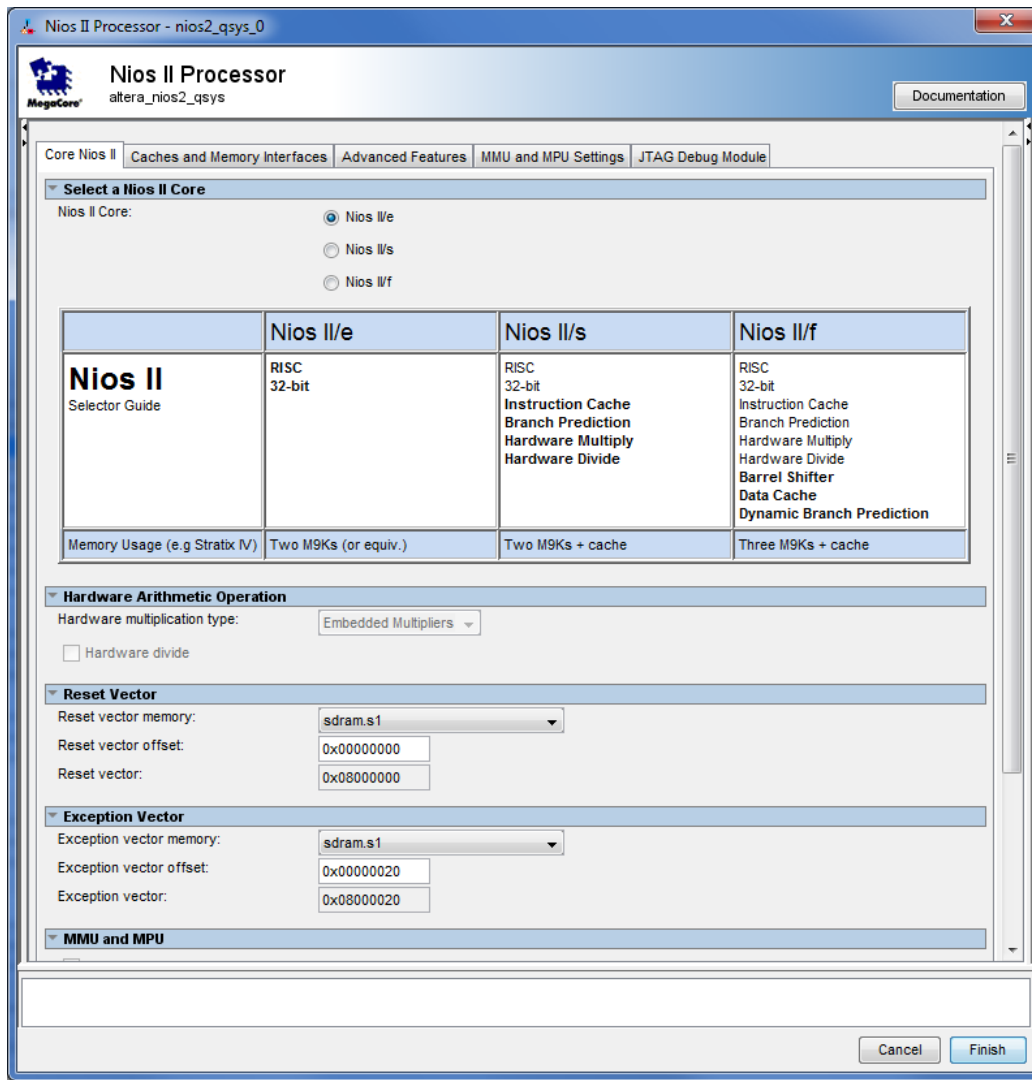 Nios II Processor - nios2_qsys_0
MegaCore®
Nios II Processor
altera_nios2_qsys
Documentation
Core Nios II
Caches and Memory Interfaces
Advanced Features
MMU and MPU Settings
JTAG Debug Module
Select a Nios II Core
Nios II Core:
Nios II/e
Nios II/s
Nios II/f
Nios II/e
Nios II/s
Nios II/f
Nios II
Selector Guide
RISC
32-bit
RISC
32-bit
Instruction Cache
Branch Prediction
Hardware Multiply
Hardware Divide
RISC
32-bit
Instruction Cache
Branch Prediction
Hardware Multiply
Hardware Divide
Barrel Shifter
Data Cache
Dynamic Branch Prediction
Memory Usage (e.g Stratix IV)
Two M9Ks (or equiv.)
Two M9Ks + cache
Three M9Ks + cache
Hardware Arithmetic Operation
Hardware multiplication type:
Embedded Multipliers
Hardware divide
Reset Vector
Reset vector memory:
sdram.s1
Reset vector offset:
0x00000000
Reset vector:
0x08000000
Exception Vector
Exception vector memory:
sdram.s1
Exception vector offset:
0x00000020
Exception vector:
0x08000020
MMU and MPU
Cancel
Finish